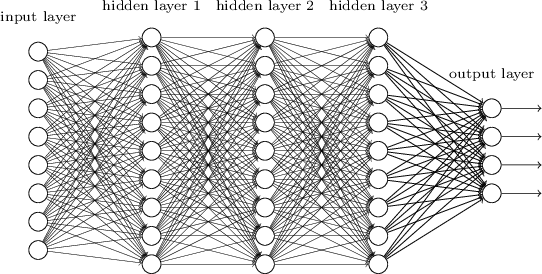 input layer
hidden layer 1
hidden layer 2
hidden layer 3
output layer